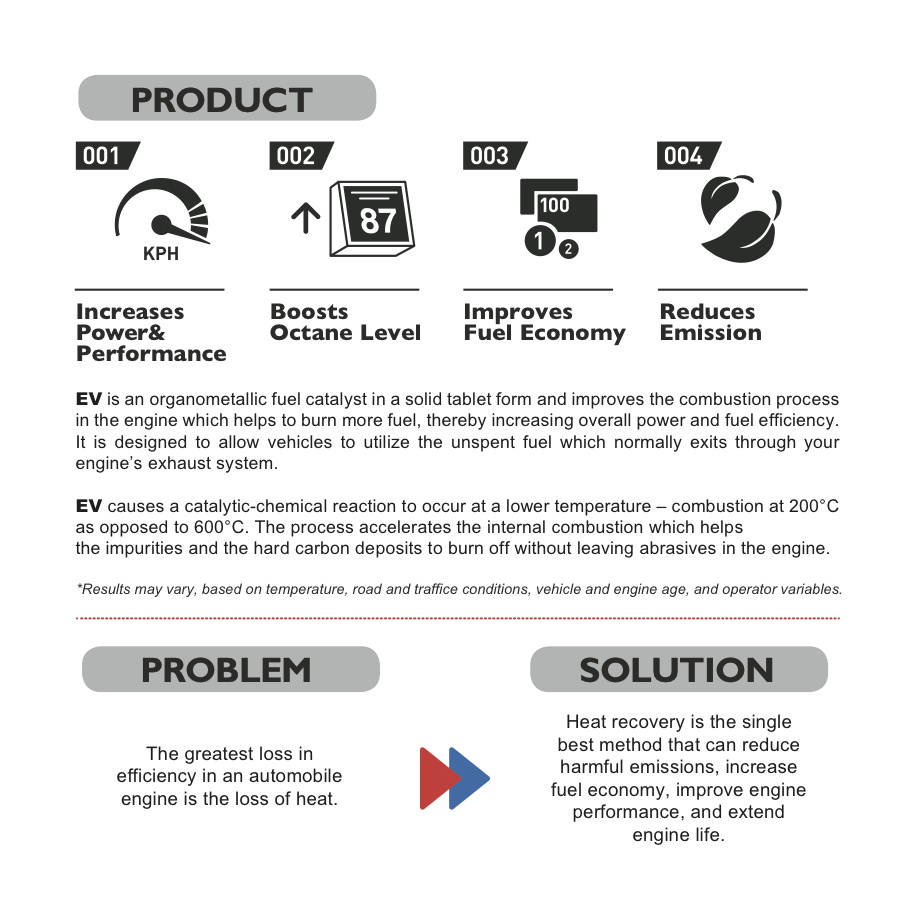 PRODUCT
001
002
003
004
KPH
87
100
1
2
Increases
Power&
Performance
Boosts
Octane Level
Improves
Fuel Economy
Reduces
Emission
EV is an organometallic fuel catalyst in a solid tablet form and improves the combustion process
in the engine which helps to burn more fuel, thereby increasing overall power and fuel efficiency.
It is designed to allow vehicles to utilize the unspent fuel which normally exits through your
engine’s exhaust system.
EV causes a catalytic-chemical reaction to occur at a lower temperature – combustion at 200°C
as opposed to 600°C. The process accelerates the internal combustion which helps
the impurities and the hard carbon deposits to burn off without leaving abrasives in the engine.
*Results may vary, based on temperature, road and traffice conditions, vehicle and engine age, and operator variables.
PROBLEM
The greatest loss in
efficiency in an automobile
engine is the loss of heat.
SOLUTION
Heat recovery is the single
best method that can reduce
harmful emissions, increase
fuel economy, improve engine
performance, and extend
engine life.